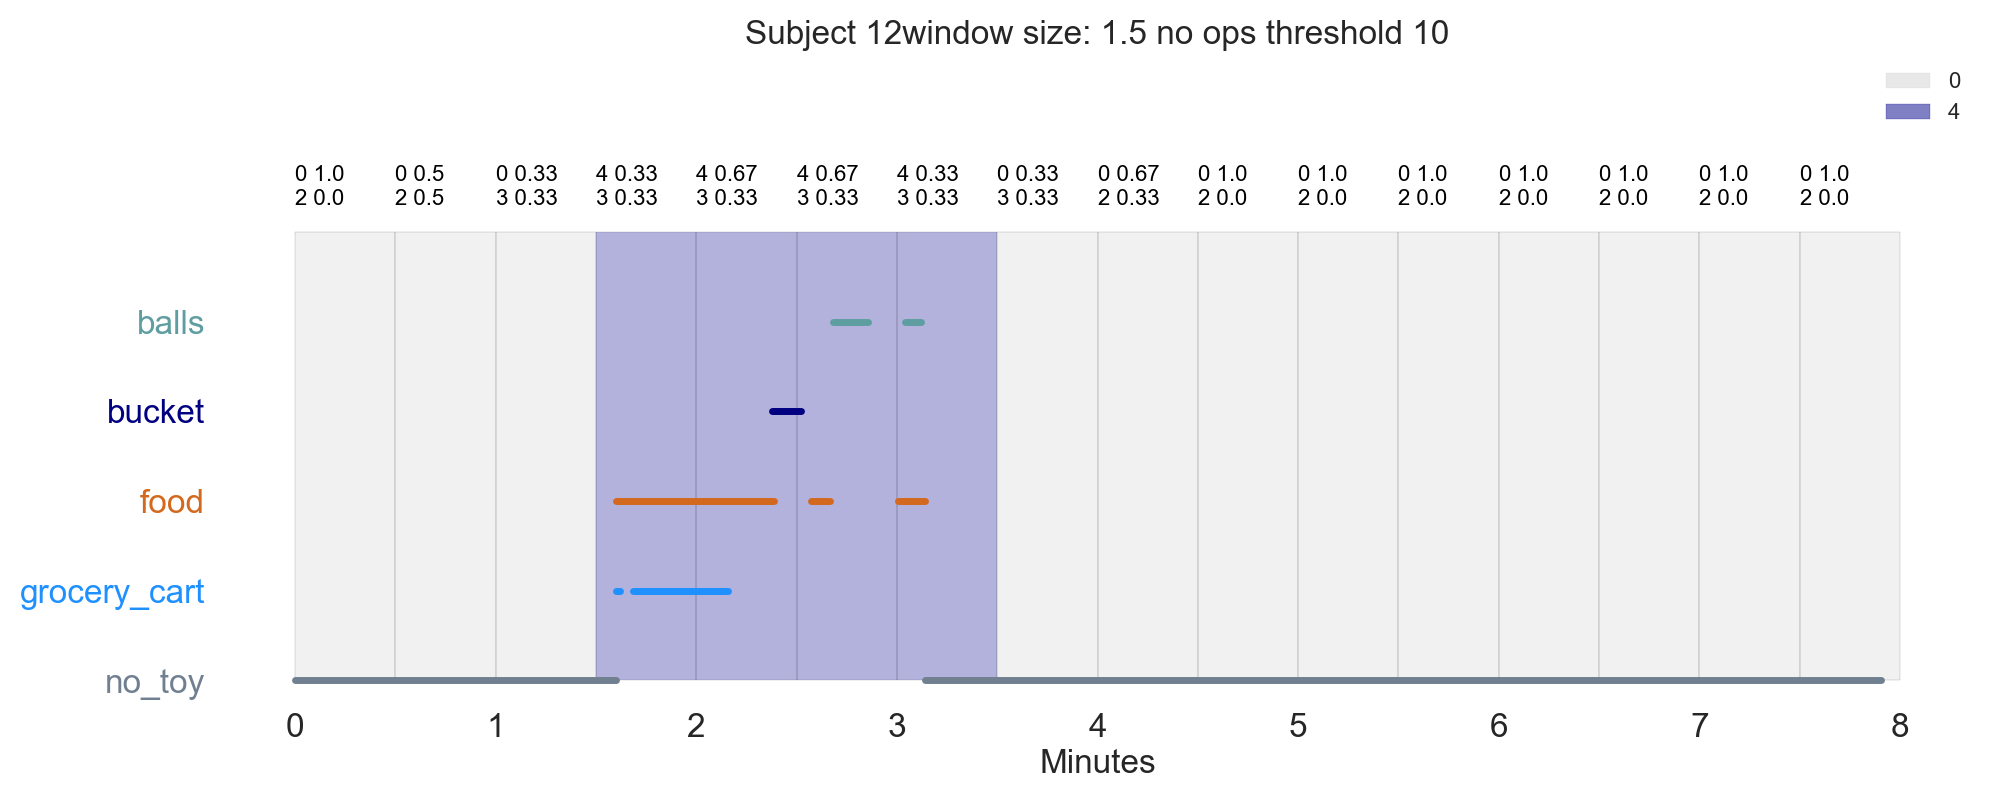 Subject 12window size: 1.5 no ops threshold 10
0
4
0 1.0 0 0.5 0 0.33 4 0.33 4 0.67 4 0.67 4 0.33 0 0.33 0 0.67 0 1.0 0 1.0 0 1.0 0 1.0 0 1.0 0 1.0 0 1.0
2 0.0 2 0.5 3 0.33 3 0.33 3 0.33 3 0.33 3 0.33 3 0.33 2 0.33 2 0.0 2 0.0 2 0.0 2 0.0 2 0.0 2 0.0 2 0.0
balls
bucket
food
grocery_cart
no_toy
0 1 2 3 4 5 6 7 8
Minutes